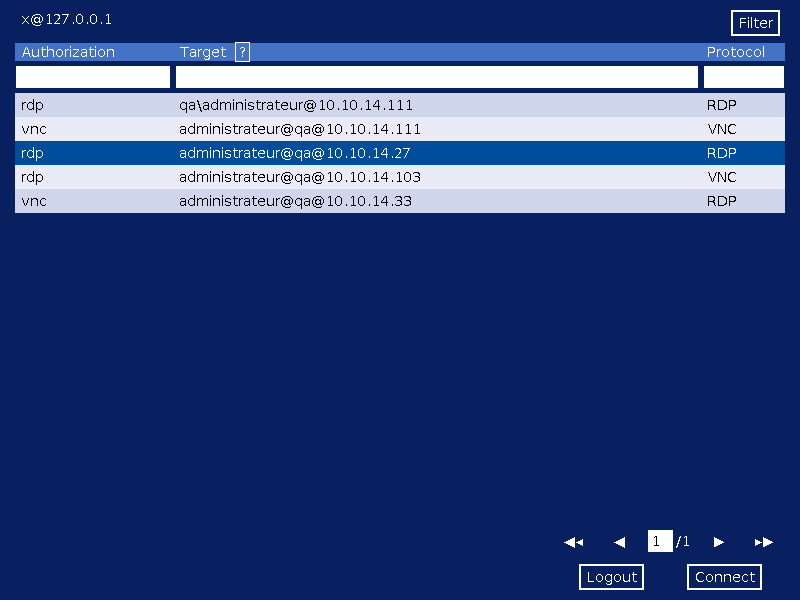 x@127.0.0.1
Filter
Authorization Target ? Protocol
rdp qa\administrateur@10.10.14.111 RDP
vnc administrateur@qa@10.10.14.111 VNC
rdp administrateur@qa@10.10.14.27 RDP
rdp administrateur@qa@10.10.14.103 VNC
vnc administrateur@qa@10.10.14.33 RDP
1 /1
Logout Connect